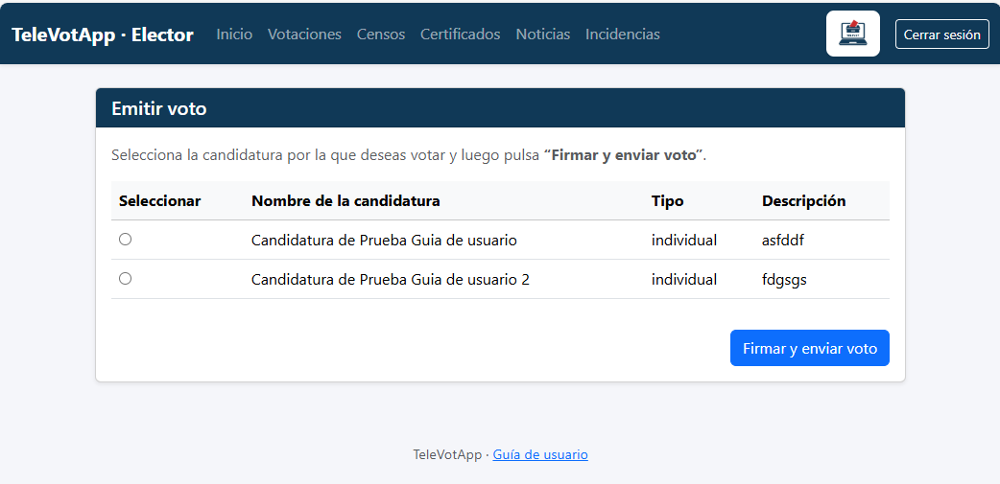 TeleVotApp · Elector Inicio Votaciones Censos Certificados Noticias Incidencias Cerrar sesión
Emitir voto
Selecciona la candidatura por la que deseas votar y luego pulsa “Firmar y enviar voto”.
Seleccionar Nombre de la candidatura Tipo Descripción
Candidatura de Prueba Guia de usuario individual asfddf
Candidatura de Prueba Guia de usuario 2 individual fdgsgs
Firmar y enviar voto
TeleVotApp · Guía de usuario